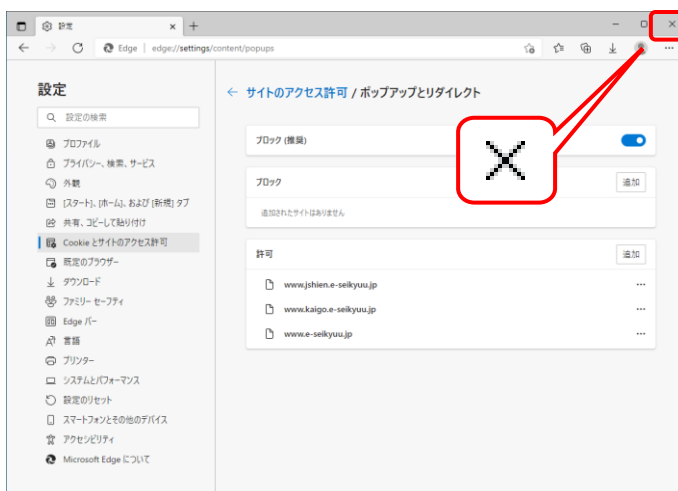 設定
Edge | edge://settings/content/popups
設定
設定の検索
プロファイル
プライバシー、検索、サービス
外観
[スタート]、[ホーム]、および [新規] タブ
共有、コピーして貼り付け
Cookie とサイトのアクセス許可
既定のブラウザー
ダウンロード
ファミリー セーフティ
Edge バー
言語
プリンター
システムとパフォーマンス
設定のリセット
スマートフォンとその他のデバイス
アクセシビリティ
Microsoft Edge について
← サイトのアクセス許可 / ポップアップとリダイレクト
ブロック (推奨)
ブロック
追加
追加されたサイトはありません
許可
追加
www.jshien.e-seikyuu.jp
www.kaigo.e-seikyuu.jp
www.e-seikyuu.jp